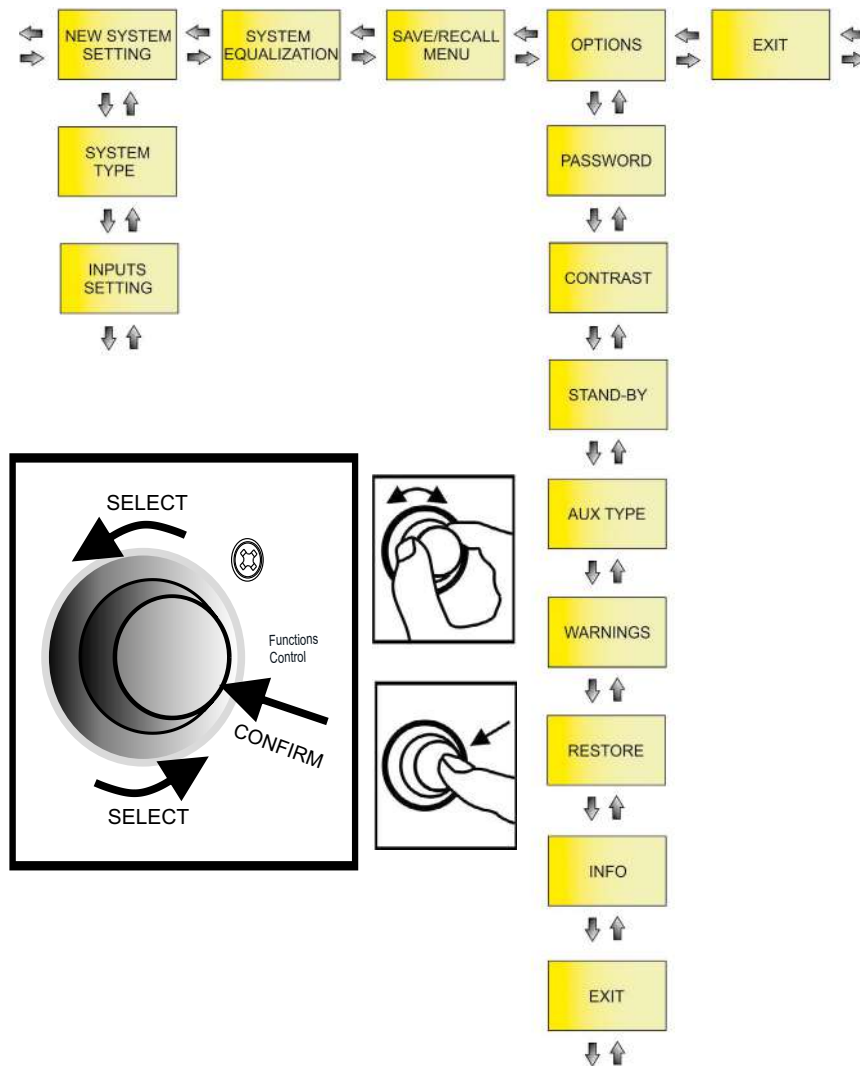 NEW SYSTEM
SETTING
SYSTEM
EQUALIZATION
SAVE/RECALL
MENU
OPTIONS
EXIT
SYSTEM
TYPE
INPUTS
SETTING
PASSWORD
CONTRAST
STAND-BY
AUX TYPE
WARNINGS
RESTORE
INFO
EXIT
SELECT
Functions
Control
CONFIRM
SELECT